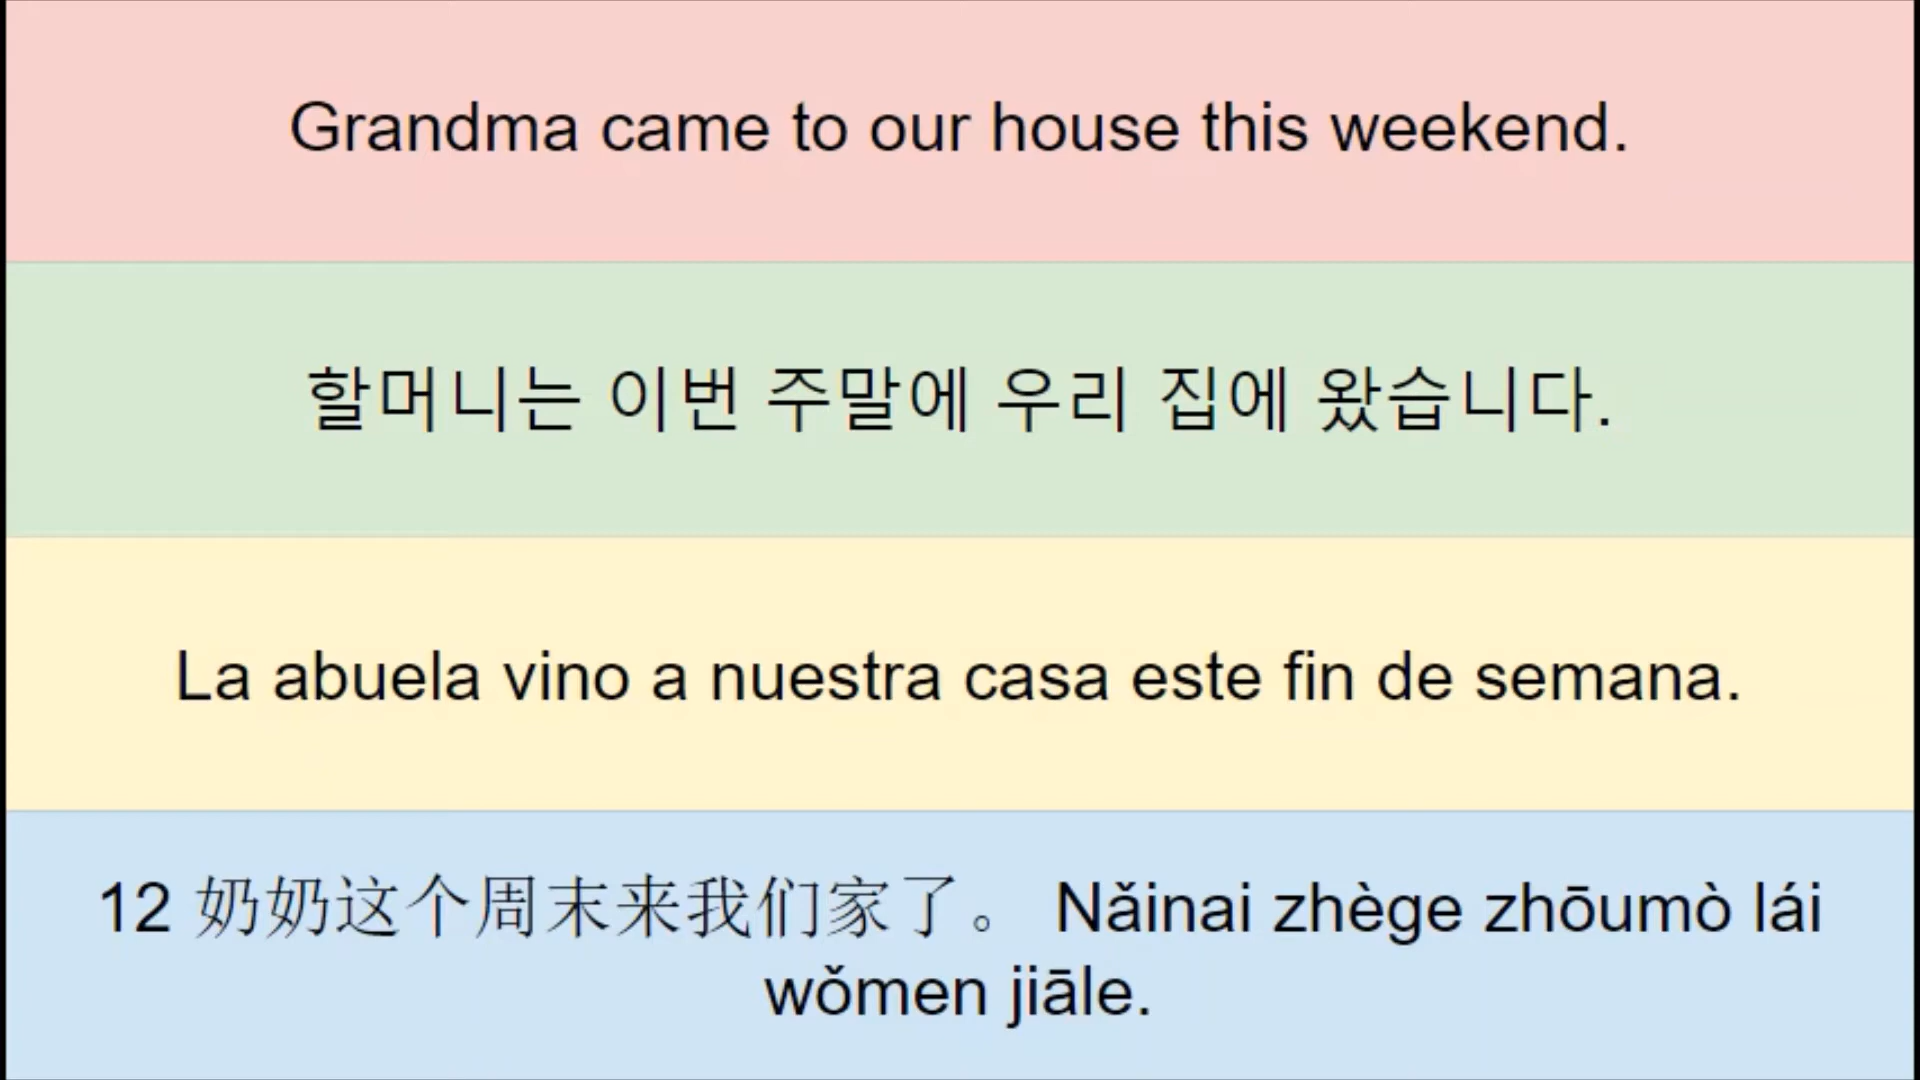 Grandma came to our house this weekend.
할머니는 이번 주말에 우리 집에 왔습니다.
La abuela vino a nuestra casa este fin de semana.
12 奶奶这个周末来我们家了。 Nǎinai zhège zhōumò lái
wǒmen jiāle.